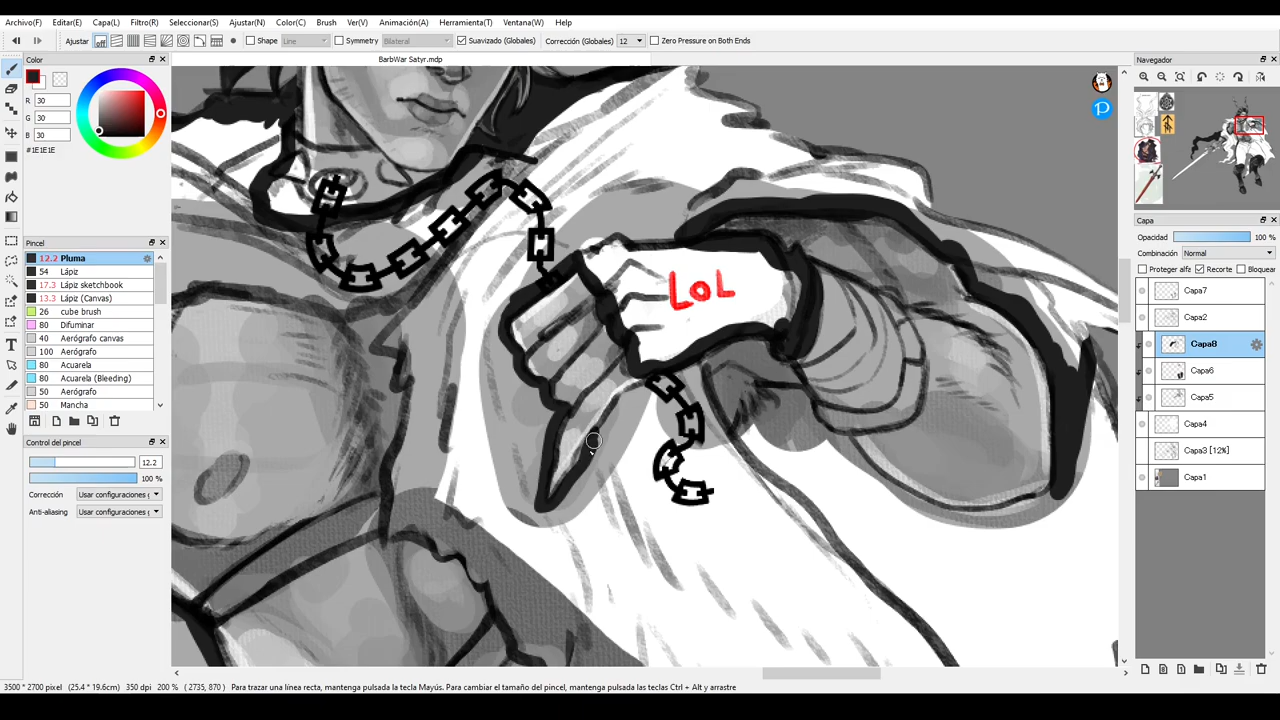 Archivo(F) Editar(E) Capa(L) Filtro(R) Seleccionar(S) Ajustar(N) Color(C) Brush Ver(V) Animación(A) Herramienta(T) Ventana(W) Help
Ajustar off Shape Line Symmetry Bilateral Suavizado (Globales) Corrección (Globales) 12 Zero Pressure on Both Ends
Color
BarbWar Satyr.mdp
Navegador
R 30
G 30
B 30
#1E1E1E
LOL
Pincel
12.2 Pluma
54 Lápiz
17.3 Lápiz sketchbook
13.3 Lápiz (Canvas)
26 cube brush
80 Difuminar
40 Aerógrafo canvas
100 Aerógrafo
80 Acuarela
80 Acuarela (Bleeding)
50 Aerógrafo
50 Mancha
Control del pincel
12.2
100 %
Corrección Usar configuraciones g
Anti-aliasing Usar configuraciones g
Capa
Opacidad 100 %
Combinación Normal
Proteger alfa Recorte Bloquear
Capa7
Capa2
Capa8
Capa6
Capa5
Capa4
Capa3 [12%]
Capa1
3500 * 2700 pixel (25.4 * 19.6cm) 350 dpi 200 % (2735, 870) Para trazar una línea recta, mantenga pulsada la tecla Mayús. Para cambiar el tamaño del pincel, mantenga pulsadas las teclas Ctrl + Alt y arrastre